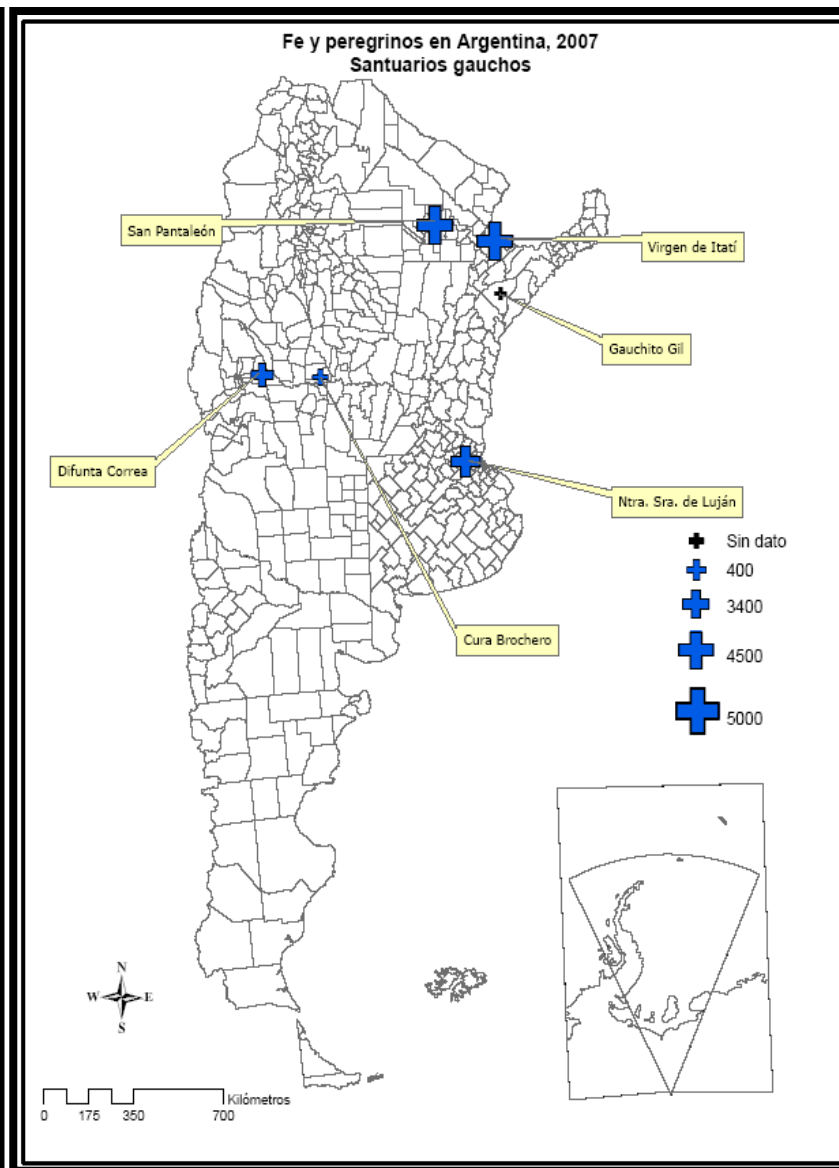 Fe y peregrinos en Argentina, 2007
Santuarios gauchos
San Pantaleón
Virgen de Itatí
Gauchito Gil
Difunta Correa
Ntra. Sra. de Luján
Cura Brochero
Sin dato
400
3400
4500
5000
N
W E
S
Kilómetros
0 175 350 700